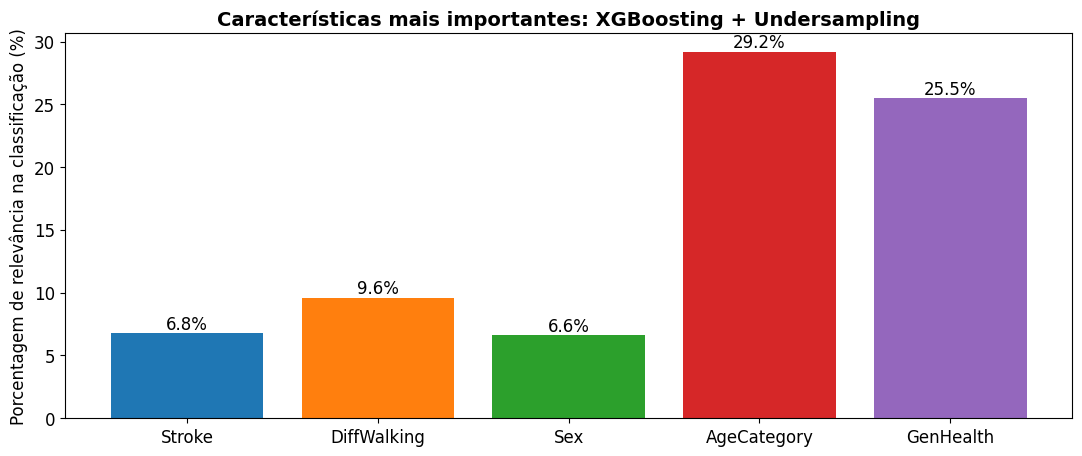 Características mais importantes: XGBoosting + Undersampling
Porcentagem de relevância na classificação (%)
30
25
20
15
10
5
0
6.8%
9.6%
6.6%
29.2%
25.5%
Stroke
DiffWalking
Sex
AgeCategory
GenHealth